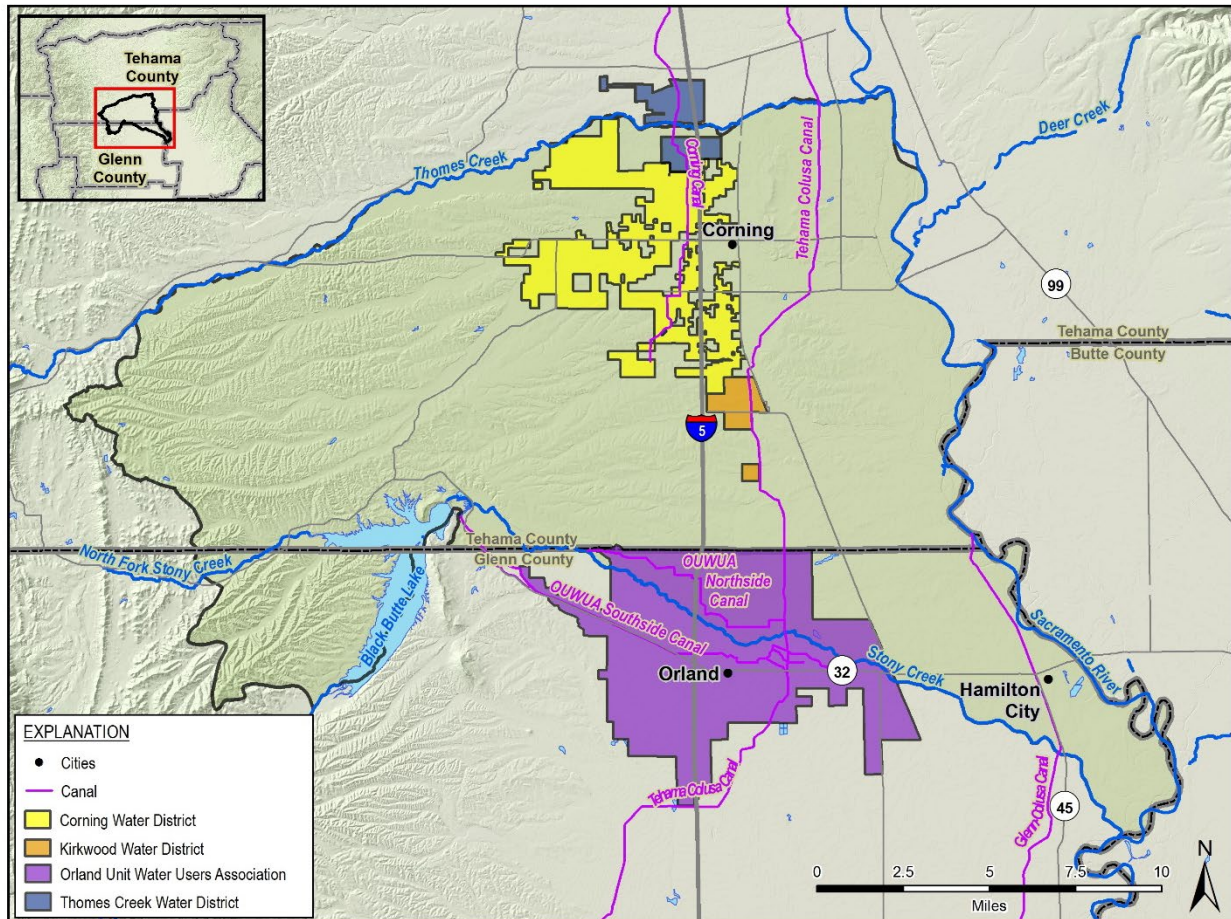 Tehama
County
Glenn
County
Thomes Creek
Corning Canal
Tehama Colusa Canal
Deer Creek
Corning
99
Tehama County
Butte County
5
North Fork Stony Creek
Tehama County
Glenn County
Black Butte Lake
OUWUA
Northside
Canal
OUWUA Southside Canal
Orland
32
Stony Creek
Sacramento River
Hamilton
City
Tehama Colusa Canal
Glenn-Colusa Canal
45
EXPLANATION
Cities
Canal
Corning Water District
Kirkwood Water District
Orland Unit Water Users Association
Thomes Creek Water District
0 2.5 5 7.5 10
Miles
N